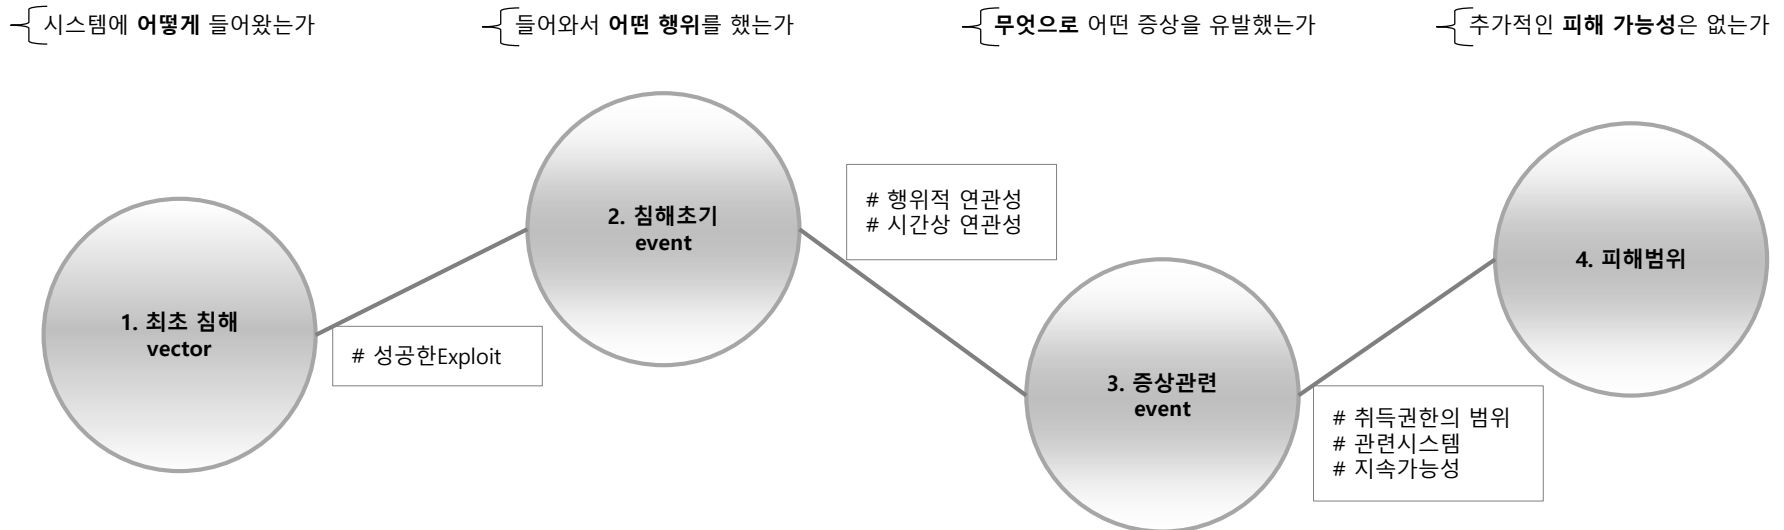 시스템에 어떻게 들어왔는가
들어와서 어떤 행위를 했는가
무엇으로 어떤 증상을 유발했는가
추가적인 피해 가능성은 없는가
1. 최초 침해
vector
# 성공한Exploit
2. 침해초기
event
# 행위적 연관성
# 시간상 연관성
3. 증상관련
event
# 취득권한의 범위
# 관련시스템
# 지속가능성
4. 피해범위